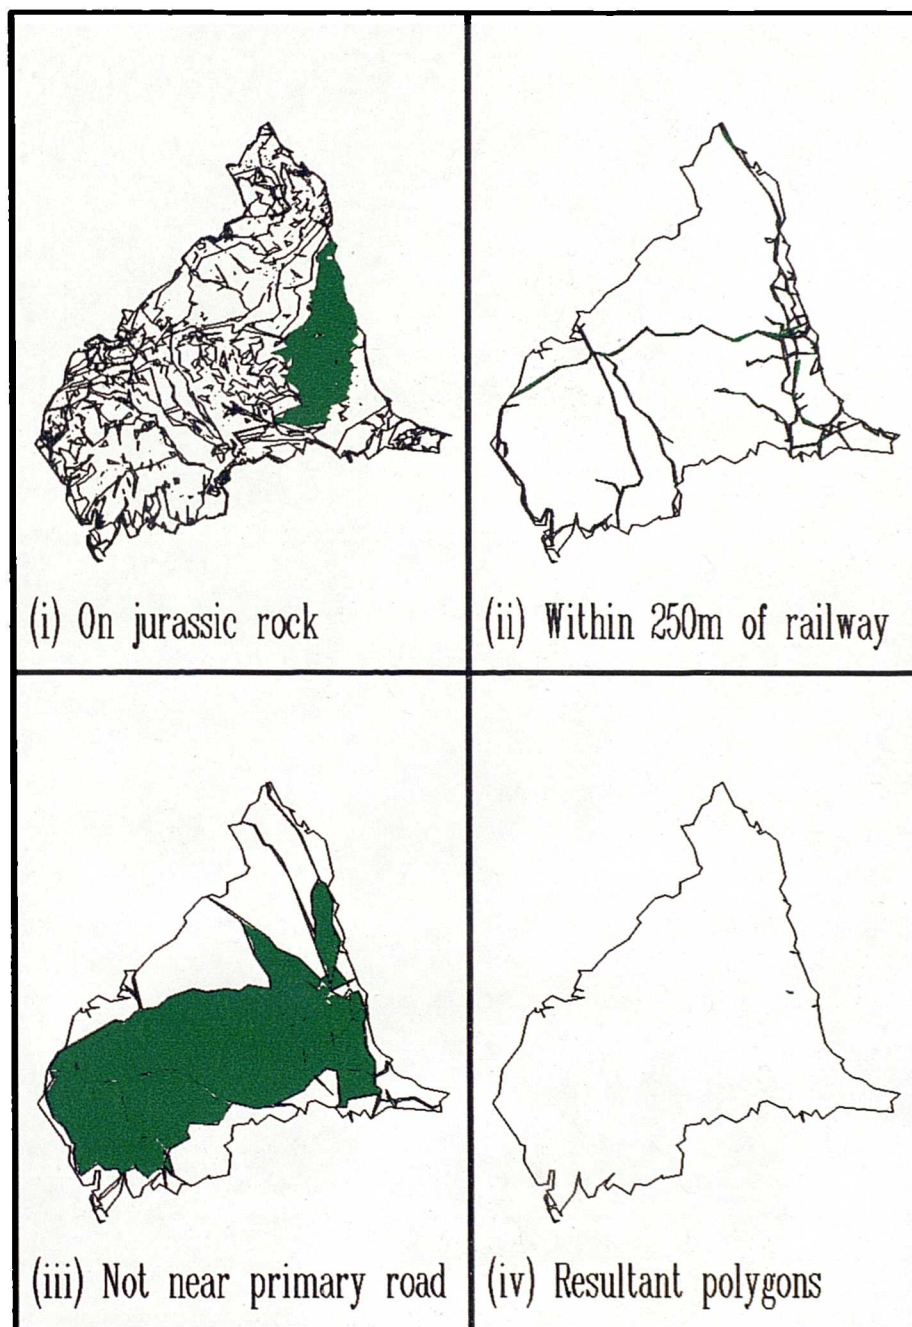 (i) On jurassic rock
(ii) Within 250m of railway
(iii) Not near primary road
(iv) Resultant polygons